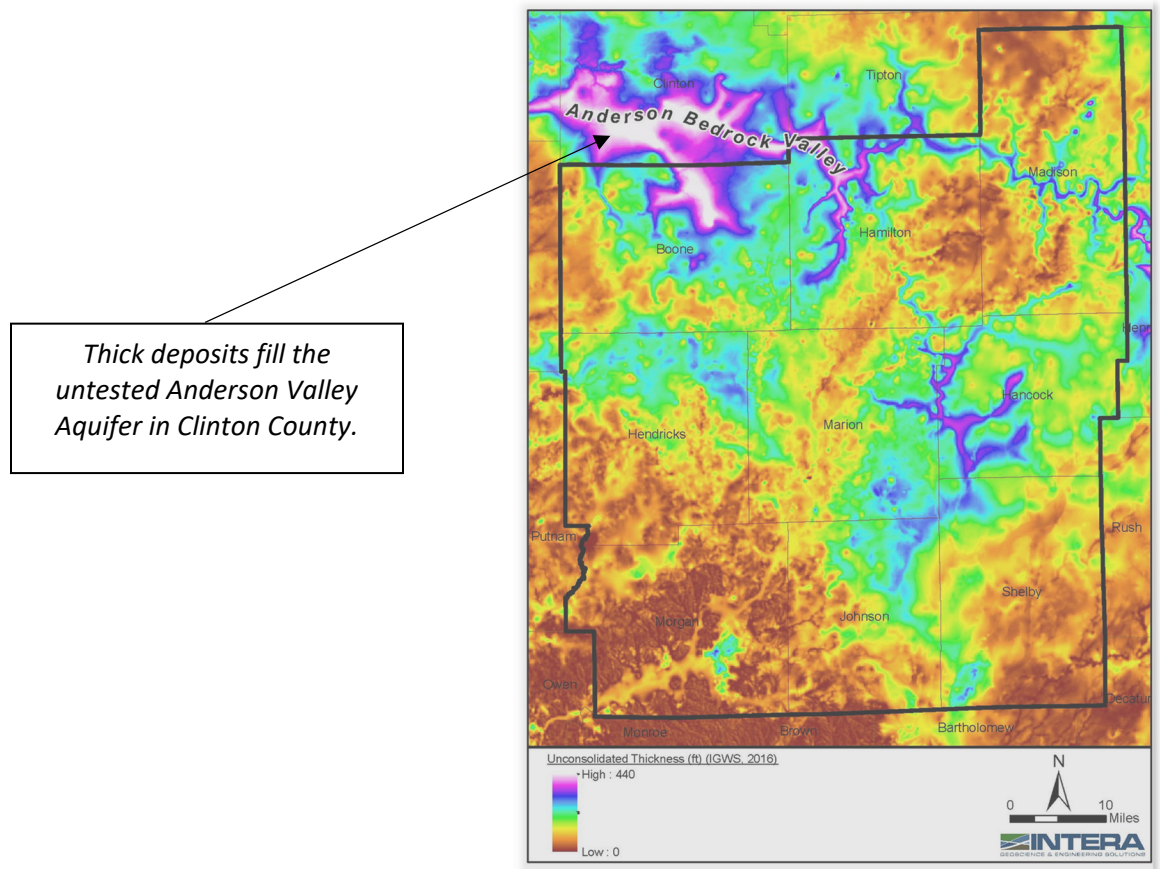 Clinton
Tipton
Anderson Bedrock Valley
Madison
Hamilton
Boone
Thick deposits fill the
untested Anderson Valley
Aquifer in Clinton County.
Hancock
Marion
Hendricks
Putnam
Rush
Shelby
Johnson
Morgan
Owen
Decatur
Monroe
Brown
Bartholomew
Unconsolidated Thickness (ft) (IGWS, 2016)
High : 440
Low : 0
N
0 10
Miles
INTERA
GEOSCIENCE & ENGINEERING SOLUTIONS